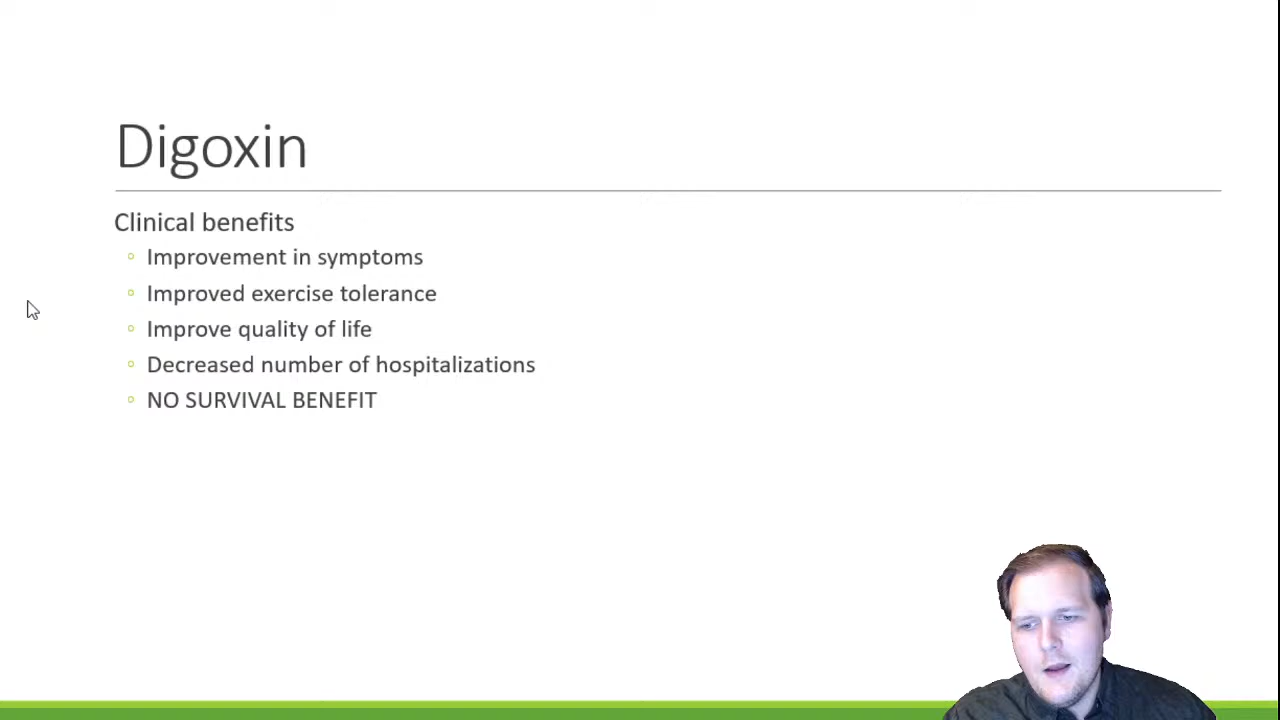 Digoxin
Clinical benefits
Improvement in symptoms
Improved exercise tolerance
Improve quality of life
Decreased number of hospitalizations
NO SURVIVAL BENEFIT